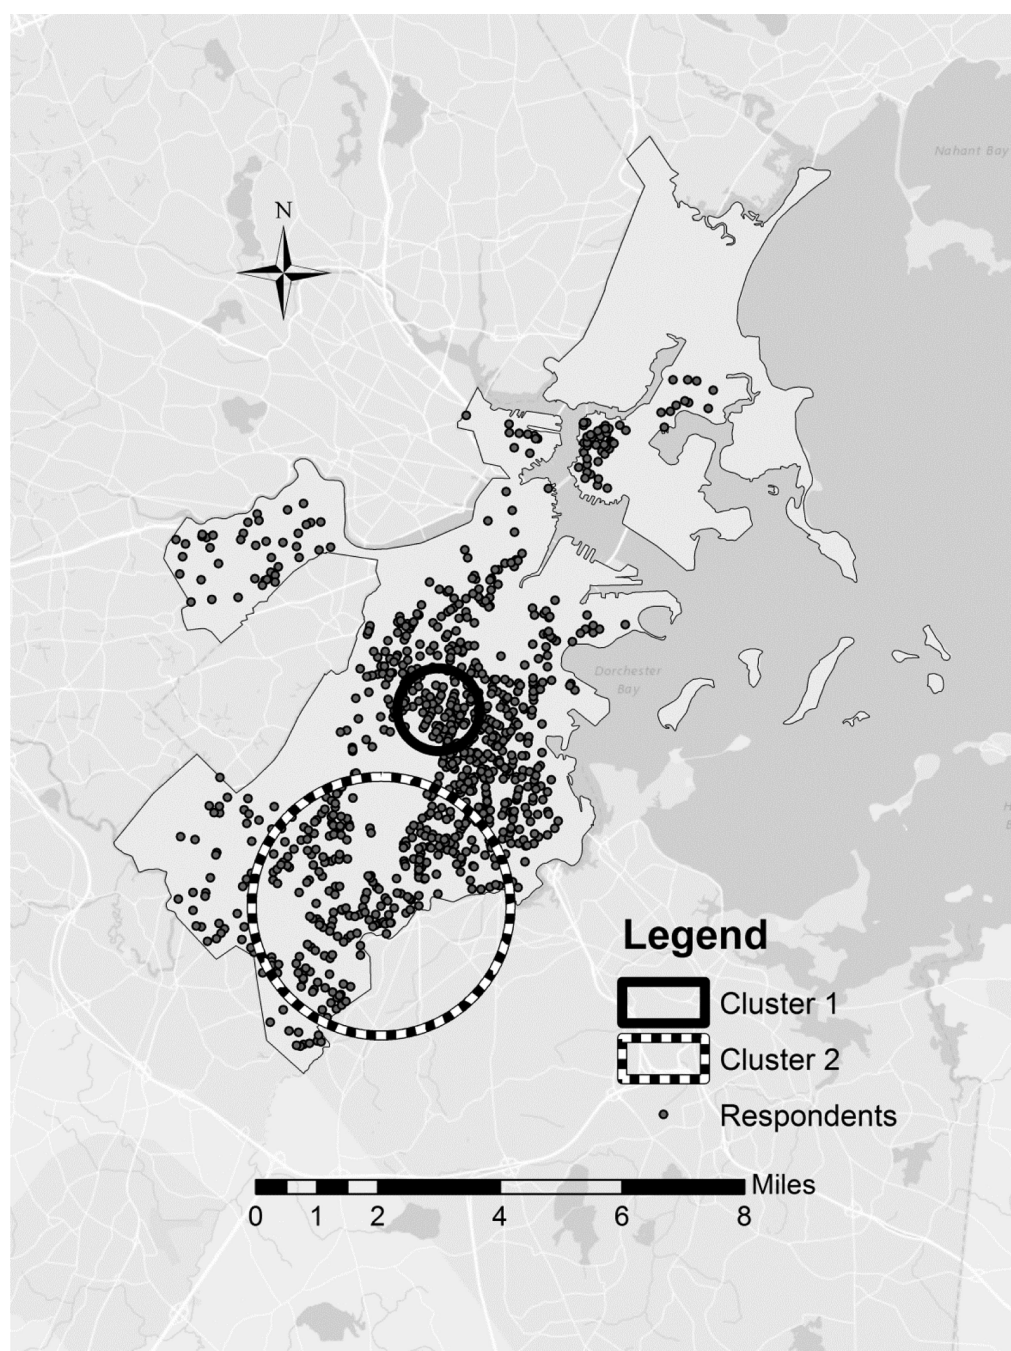 Nahant Bay
N
Dorchester
Bay
H
Legend
Cluster 1
Cluster 2
Respondents
Miles
0 1 2 4 6 8